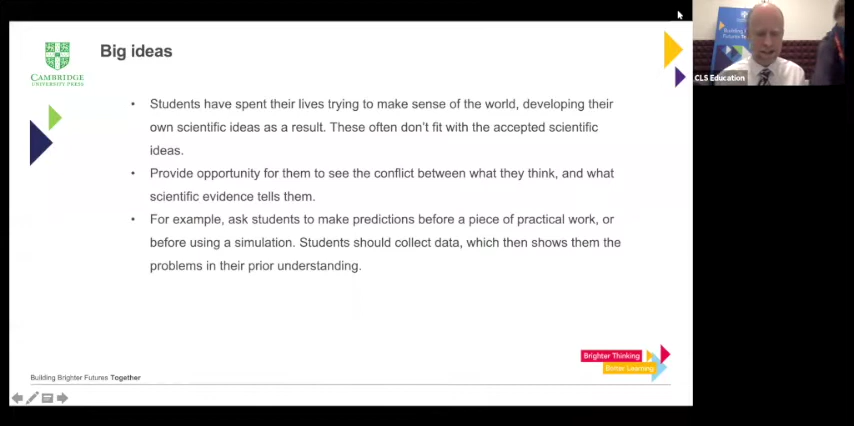 Big ideas
CAMBRIDGE
UNIVERSITY PRESS
• Students have spent their lives trying to make sense of the world, developing their
own scientific ideas as a result. These often don't fit with the accepted scientific
ideas.
• Provide opportunity for them to see the conflict between what they think, and what
scientific evidence tells them.
• For example, ask students to make predictions before a piece of practical work, or
before using a simulation. Students should collect data, which then shows them the
problems in their prior understanding.
Brighter Thinking
Better Learning
Building Brighter Futures Together
Building
Futures
CLS Education